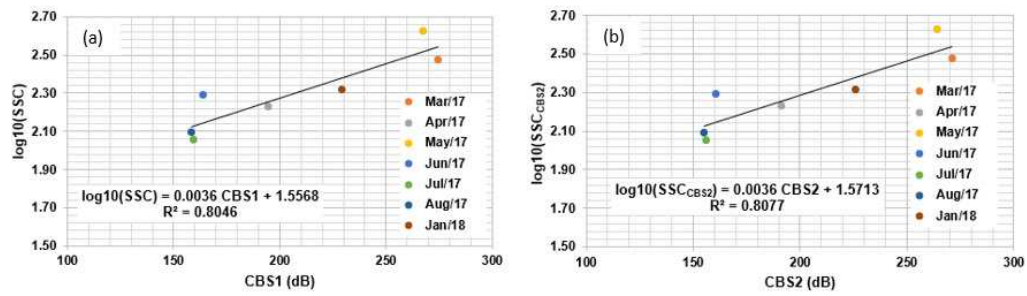 (a)
log10(SSC)
2.70
2.50
2.30
2.10
1.90
1.70
1.50
Mar/17
Apr/17
May/17
Jun/17
Jul/17
Aug/17
Jan/18
log10(SSC) = 0.0036 CBS1 + 1.5568
R² = 0.8046
100
150
200
250
300
CBS1 (dB)
(b)
log10(SSC_CBS2)
2.70
2.50
2.30
2.10
1.90
1.70
1.50
Mar/17
Apr/17
May/17
Jun/17
Jul/17
Aug/17
Jan/18
log10(SSC_CBS2) = 0.0036 CBS2 + 1.5713
R² = 0.8077
100
150
200
250
300
CBS2 (dB)